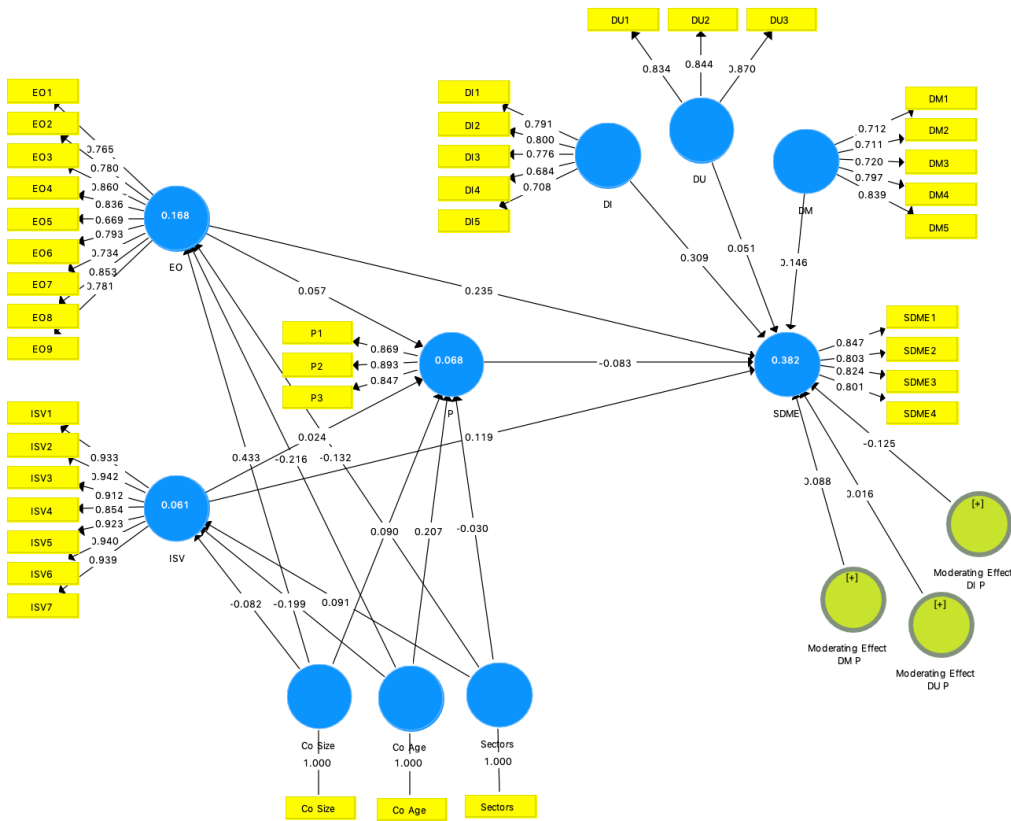 DU1
DU2
DU3
0.834
0.844
0.870
DU
DI1
DI2
DI3
DI4
DI5
0.791
0.800
0.776
0.684
0.708
DI
DM1
DM2
DM3
DM4
DM5
0.712
0.711
0.720
0.797
0.839
DM
EO1
EO2
EO3
EO4
EO5
EO6
EO7
EO8
EO9
0.765
0.780
0.860
0.836
0.669
0.793
0.734
0.853
0.781
0.168
EO
0.309
0.051
0.146
0.057
0.235
P1
P2
P3
0.869
0.893
0.847
0.068
P
-0.083
0.382
SDME
0.847
0.803
0.824
0.801
SDME1
SDME2
SDME3
SDME4
ISV1
ISV2
ISV3
ISV4
ISV5
ISV6
ISV7
0.933
0.942
0.912
0.854
0.923
0.940
0.939
0.061
ISV
0.024
0.119
0.433
-0.216
-0.132
0.090
0.207
-0.030
-0.082
-0.199
0.091
-0.125
0.088
0.016
[+]
Moderating Effect
DI P
[+]
Moderating Effect
DM P
[+]
Moderating Effect
DU P
Co Size
Co Age
Sectors
1.000
1.000
1.000
Co Size
Co Age
Sectors